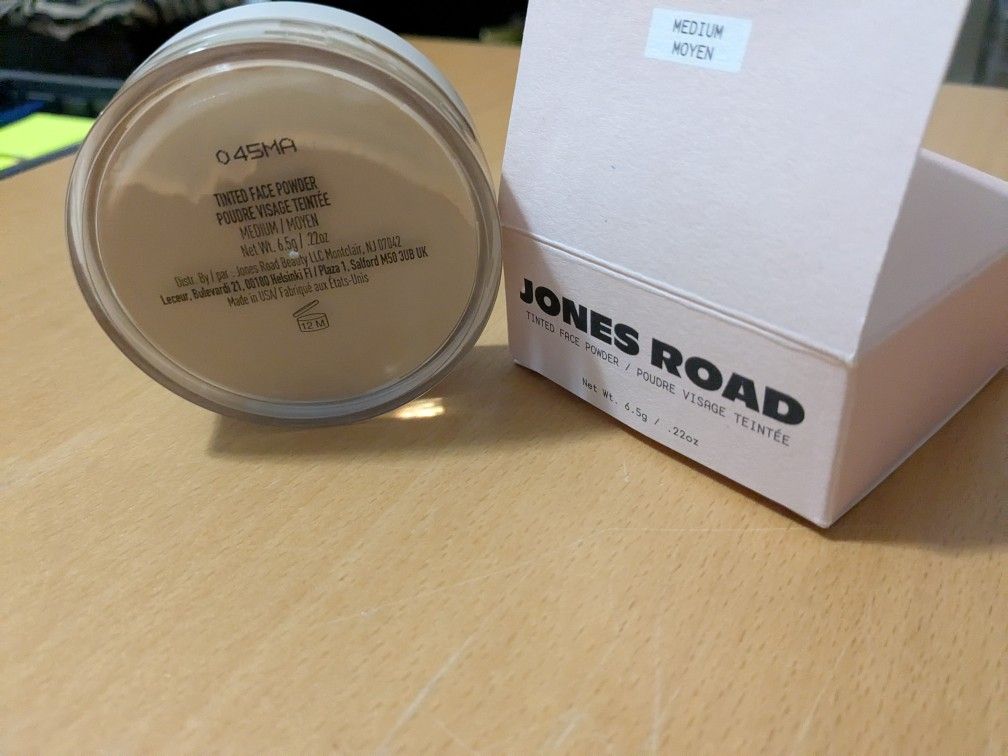 045MA
TINTED FACE POWDER
POUDRE VISAGE TEINTÉE
MEDIUM / MOYEN
Net Wt. 6.5g / .22oz
Distr. By / par : Jones Road Beauty LLC Montclair, NJ 07042
Leceur, Bulevardi 21, 00180 Helsinki FI / Plaza 1, Salford M50 3UB UK
Made in USA/ Fabriqué aux États-Unis
12 M
MEDIUM
MOYEN
JONES ROAD
TINTED FACE POWDER / POUDRE VISAGE TEINTÉE
Net Wt. 6.5g / .22oz